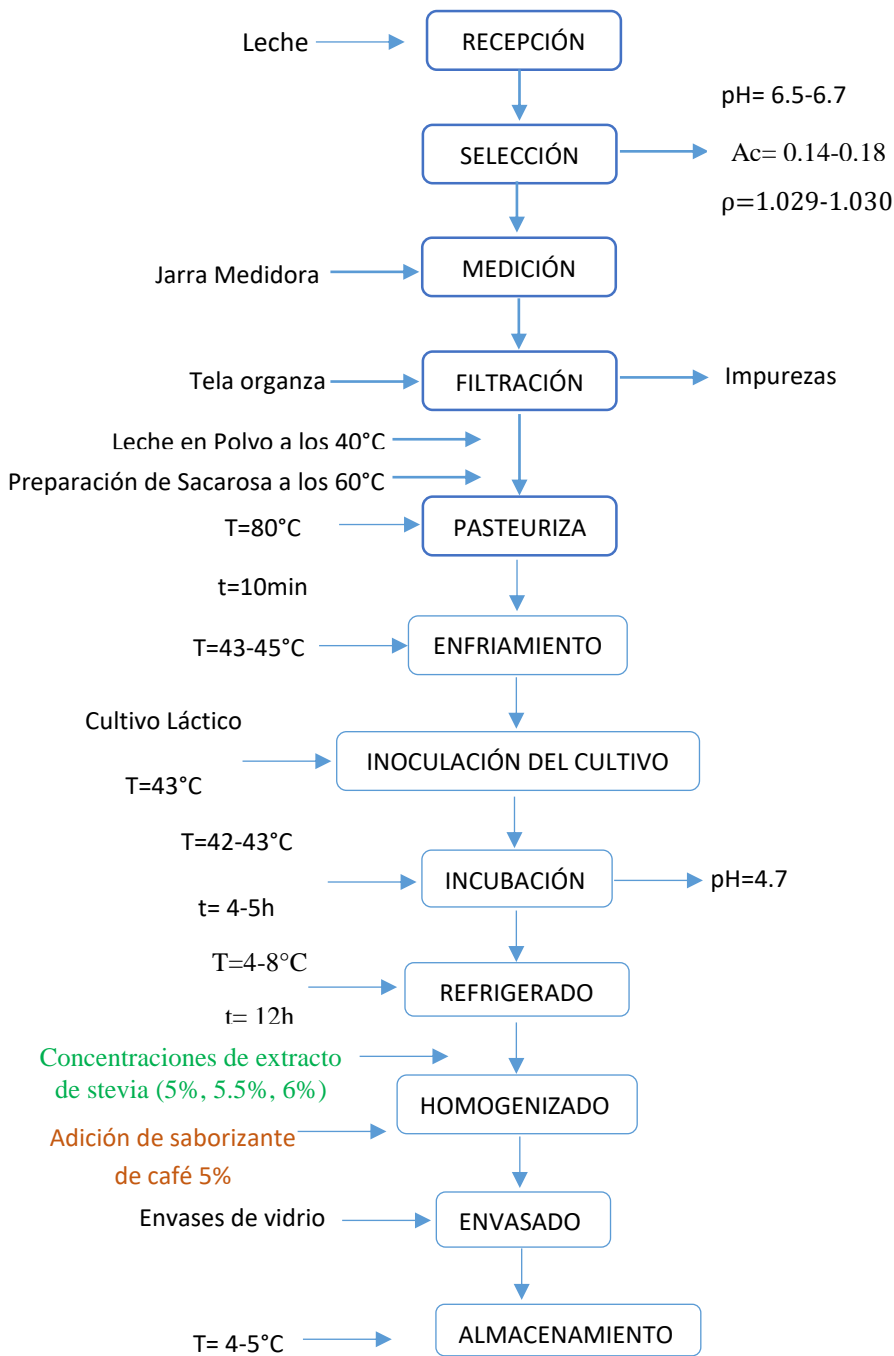 Leche
RECEPCIÓN
pH= 6.5-6.7
SELECCIÓN
Ac= 0.14-0.18
ρ=1.029-1.030
MEDICIÓN
Jarra Medidora
Tela organza
FILTRACIÓN
Impurezas
Leche en Polvo a los 40°C
Preparación de Sacarosa a los 60°C
T=80°C
PASTEURIZA
t=10min
T=43-45°C
ENFRIAMIENTO
Cultivo Láctico
INOCULACIÓN DEL CULTIVO
T=43°C
T=42-43°C
INCUBACIÓN
pH=4.7
t= 4-5h
T=4-8°C
REFRIGERADO
t= 12h
Concentraciones de extracto
de stevia (5%, 5.5%, 6%)
HOMOGENIZADO
Adición de saborizante
de café 5%
Envases de vidrio
ENVASADO
T= 4-5°C
ALMACENAMIENTO